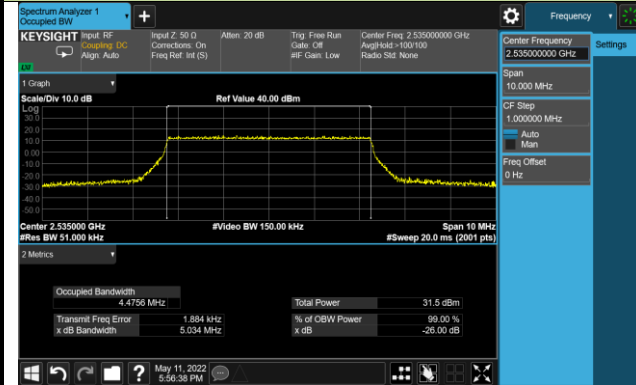 Spectrum Analyzer 1
Occupied BW
Frequency
KEYSIGHT
Input: RF
Coupling: DC
Align: Auto
Input Z: 50 Ω
Corrections: On
Freq Ref: Int (S)
Atten: 20 dB
Trig: Free Run
Gate: Off
#IF Gain: Low
Center Freq: 2.535000000 GHz
Avg|Hold:>100/100
Radio Std: None
Center Frequency
2.535000000 GHz
Settings
Span
10.000 MHz
CF Step
1.000000 MHz
Auto
Man
Freq Offset
0 Hz
1 Graph
Scale/Div 10.0 dB
Ref Value 40.00 dBm
Log
30.0
20.0
10.0
0.00
-10.0
-20.0
-30.0
-40.0
-50.0
Center 2.535000 GHz
#Video BW 150.00 kHz
Span 10 MHz
#Res BW 51.000 kHz
#Sweep 20.0 ms (2001 pts)
2 Metrics
Occupied Bandwidth
4.4756 MHz
Total Power
31.5 dBm
Transmit Freq Error
1.884 kHz
% of OBW Power
99.00 %
x dB Bandwidth
5.034 MHz
x dB
-26.00 dB
May 11, 2022
5:56:38 PM